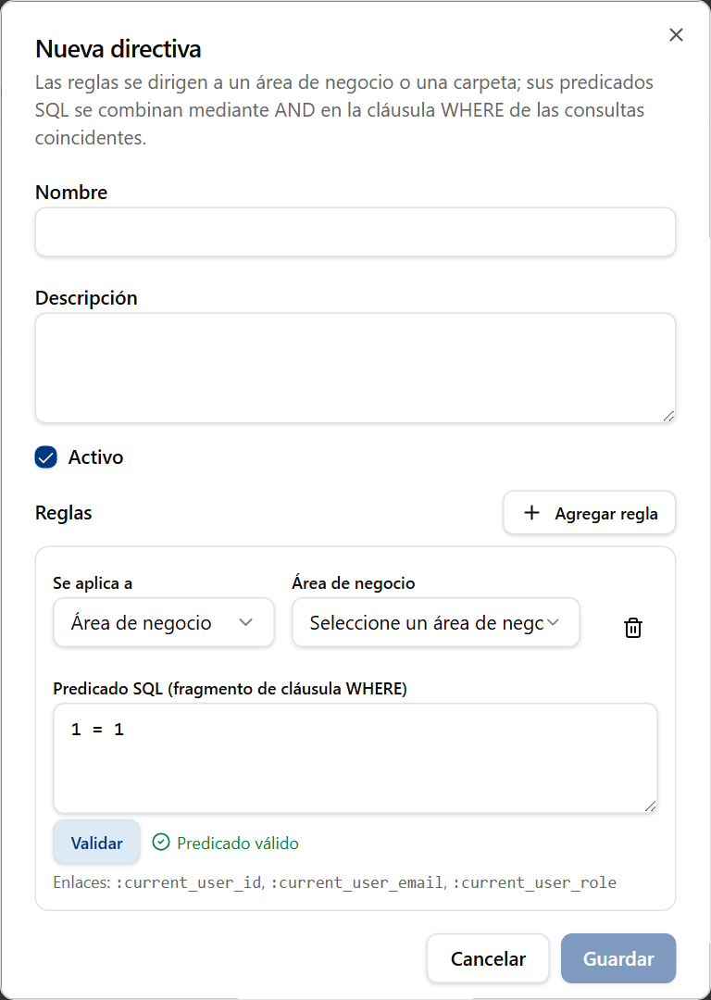 Nueva directiva
Las reglas se dirigen a un área de negocio o una carpeta; sus predicados
SQL se combinan mediante AND en la cláusula WHERE de las consultas
coincidentes.
Nombre
Descripción
Activo
Reglas
Agregar regla
Se aplica a
Área de negocio
Área de negocio
Seleccione un área de nego
Predicado SQL (fragmento de cláusula WHERE)
1 = 1
Validar
Predicado válido
Enlaces: :current_user_id, :current_user_email, :current_user_role
Cancelar
Guardar